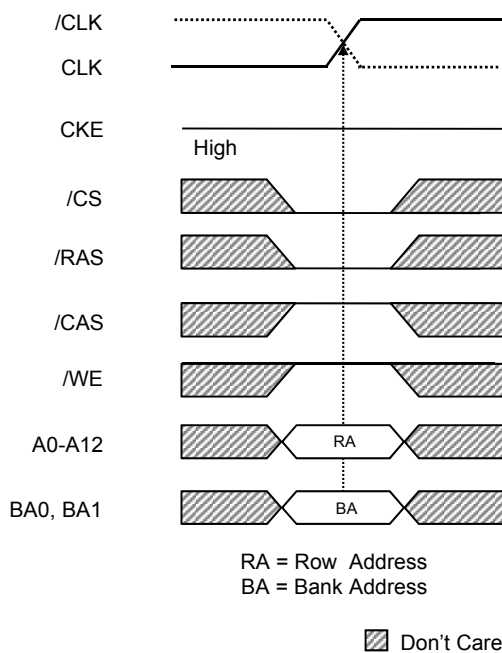 /CLK
CLK
CKE
High
/CS
/RAS
/CAS
/WE
A0-A12
RA
BA0, BA1
BA
RA = Row Address
BA = Bank Address
Don't Care